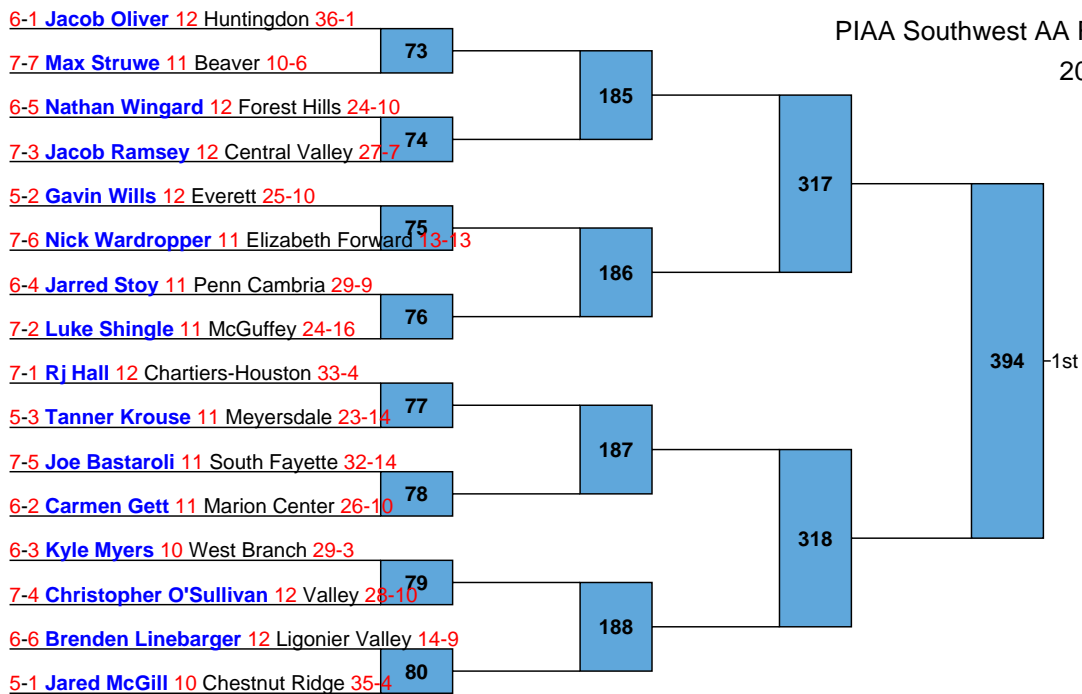 6-1 Jacob Oliver 12 Huntingdon 36-1
PIAA Southwest AA
20
73
7-7 Max Struwe 11 Beaver 10-6
185
6-5 Nathan Wingard 12 Forest Hills 24-10
74
7-3 Jacob Ramsey 12 Central Valley 27-7
317
5-2 Gavin Wills 12 Everett 25-10
75
7-6 Nick Wardropper 11 Elizabeth Forward 13-13
186
6-4 Jarred Stoy 11 Penn Cambria 29-9
76
7-2 Luke Shingle 11 McGuffey 24-16
394
1st
7-1 Rj Hall 12 Chartiers-Houston 33-4
77
5-3 Tanner Krouse 11 Meyersdale 23-14
187
7-5 Joe Bastaroli 11 South Fayette 32-14
78
6-2 Carmen Gett 11 Marion Center 26-10
318
6-3 Kyle Myers 10 West Branch 29-3
79
7-4 Christopher O'Sullivan 12 Valley 28-10
188
6-6 Brenden Linebarger 12 Ligonier Valley 14-9
80
5-1 Jared McGill 10 Chestnut Ridge 35-4